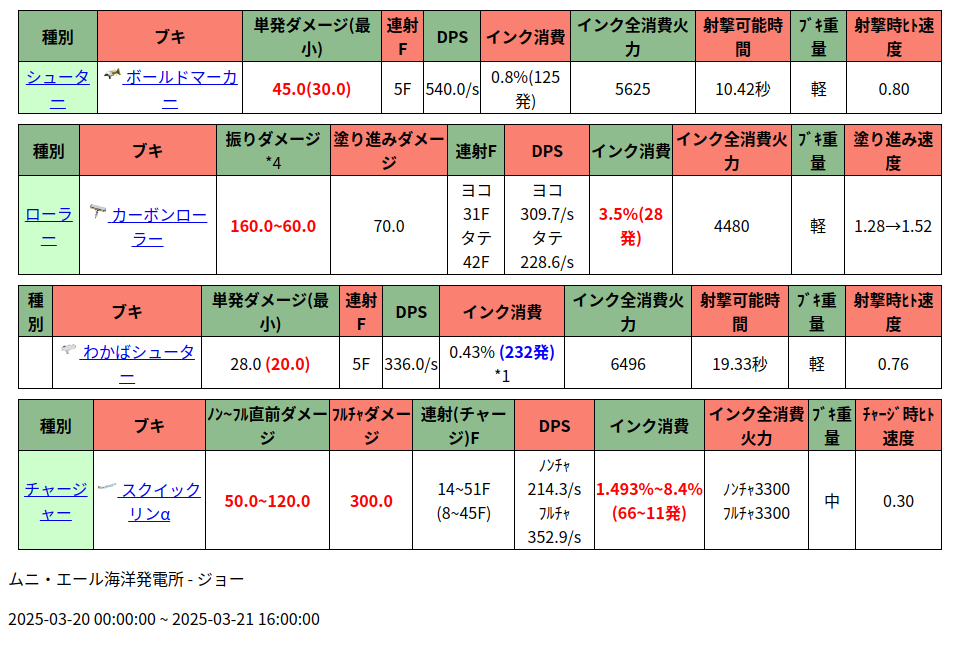 種別 ブキ 単発ダメージ(最小) 連射F DPS インク消費 インク全消費火力 射撃可能時間 ﾌﾞｷ重量 射撃時ﾋﾄ速度
シューター ボールドマーカー 45.0(30.0) 5F 540.0/s 0.8%(125発) 5625 10.42秒 軽 0.80
種別 ブキ 振りダメージ*4 塗り進みダメージ 連射F DPS インク消費 インク全消費火力 ﾌﾞｷ重量 塗り進み速度
ローラー カーボンローラー 160.0~60.0 70.0 ヨコ31Fタテ42F ヨコ309.7/sタテ228.6/s 3.5%(28発) 4480 軽 1.28→1.52
種別 ブキ 単発ダメージ(最小) 連射F DPS インク消費 インク全消費火力 射撃可能時間 ﾌﾞｷ重量 射撃時ﾋﾄ速度
わかばシューター 28.0 (20.0) 5F 336.0/s 0.43% (232発)*1 6496 19.33秒 軽 0.76
種別 ブキ ﾉﾝ~ﾌﾙ直前ダメージ ﾌﾙﾁｬダメージ 連射(チャージ)F DPS インク消費 インク全消費火力 ﾌﾞｷ重量 ﾁｬｰｼﾞ時ﾋﾄ速度
チャージャー スクイックリンα 50.0~120.0 300.0 14~51F(8~45F) ﾉﾝﾁｬ214.3/sﾌﾙﾁｬ352.9/s 1.493%~8.4%(66~11発) ﾉﾝﾁｬ3300ﾌﾙﾁｬ3300 中 0.30
ムニ・エール海洋発電所 - ジョー
2025-03-20 00:00:00 ~ 2025-03-21 16:00:00